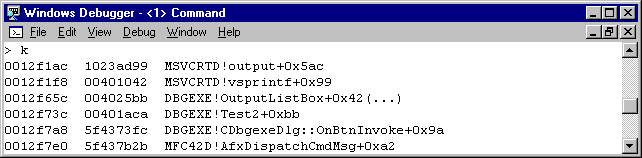 Windows Debugger - <1> Command
File Edit View Debug Window Help
> k
0012f1ac 1023ad99 MSVCRTD!output+0x5ac
0012f1f8 00401042 MSVCRTD!vsprintf+0x99
0012f65c 004025bb DBGEXE!OutputListBox+0x42(...)
0012f73c 00401aca DBGEXE!Test2+0xbb
0012f7a8 5f4373fc DBGEXE!CDbgexeDlg::OnBtnInvoke+0x9a
0012f7e0 5f437b2b MFC42D!AfxDispatchCmdMsg+0xa2